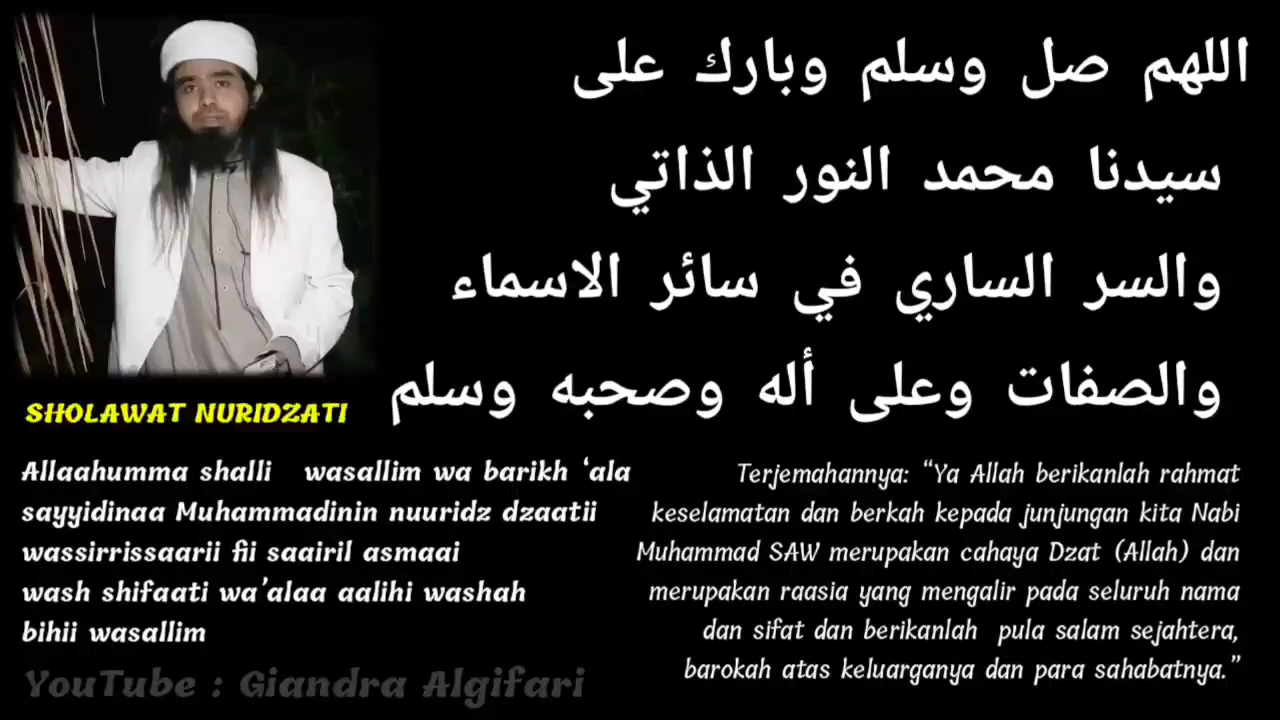 اللهم صل وسلم وبارك على
سيدنا محمد النور الذاتي
والسر الساري في سائر الاسماء
والصفات وعلى أله وصحبه وسلم
SHOLAWAT NURIDZATI
Allaahumma shalli wasallim wa barikh ‘ala
sayyidinaa Muhammadinin nuuridz dzaatii
wassirrissaarii fii saairil asmaai
wash shifaati wa’alaa aalihi washah
bihii wasallim
Terjemahannya: “Ya Allah berikanlah rahmat
keselamatan dan berkah kepada junjungan kita Nabi
Muhammad SAW merupakan cahaya Dzat (Allah) dan
merupakan raasia yang mengalir pada seluruh nama
dan sifat dan berikanlah pula salam sejahtera,
barokah atas keluarganya dan para sahabatnya.”
YouTube : Giandra Algifari